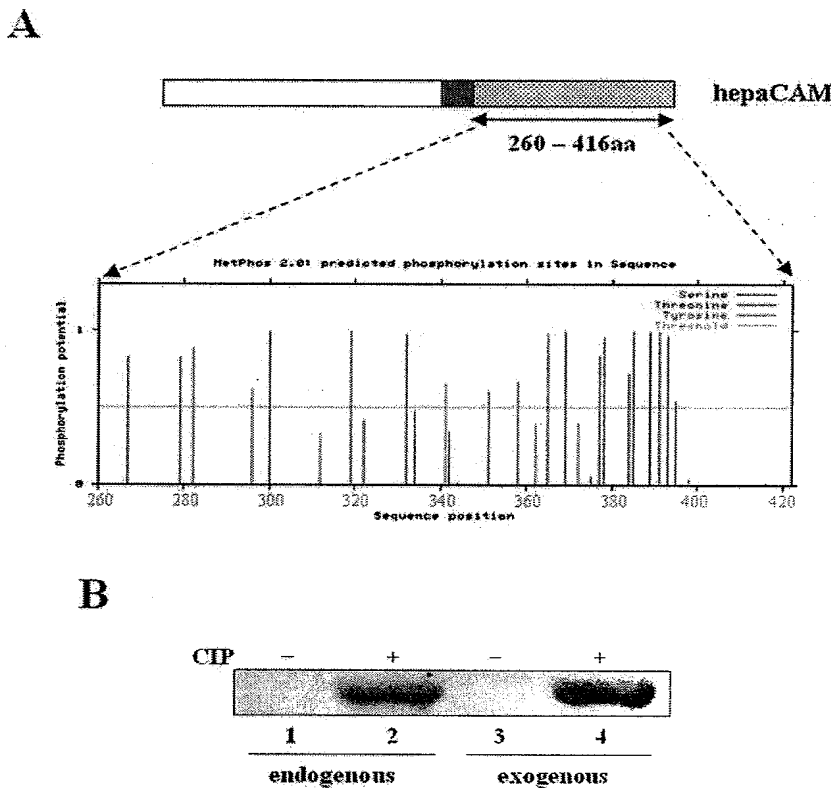 A
hepaCAM
260 – 416aa
NetPhos 2.0: predicted phosphorylation sites in Sequence
Serine
Threonine
Tyrosine
Threshold
Phosphorylation potential
1
0
260 280 300 320 340 360 380 400 420
Sequence position
B
CIP – + – +
1 2 3 4
endogenous exogenous